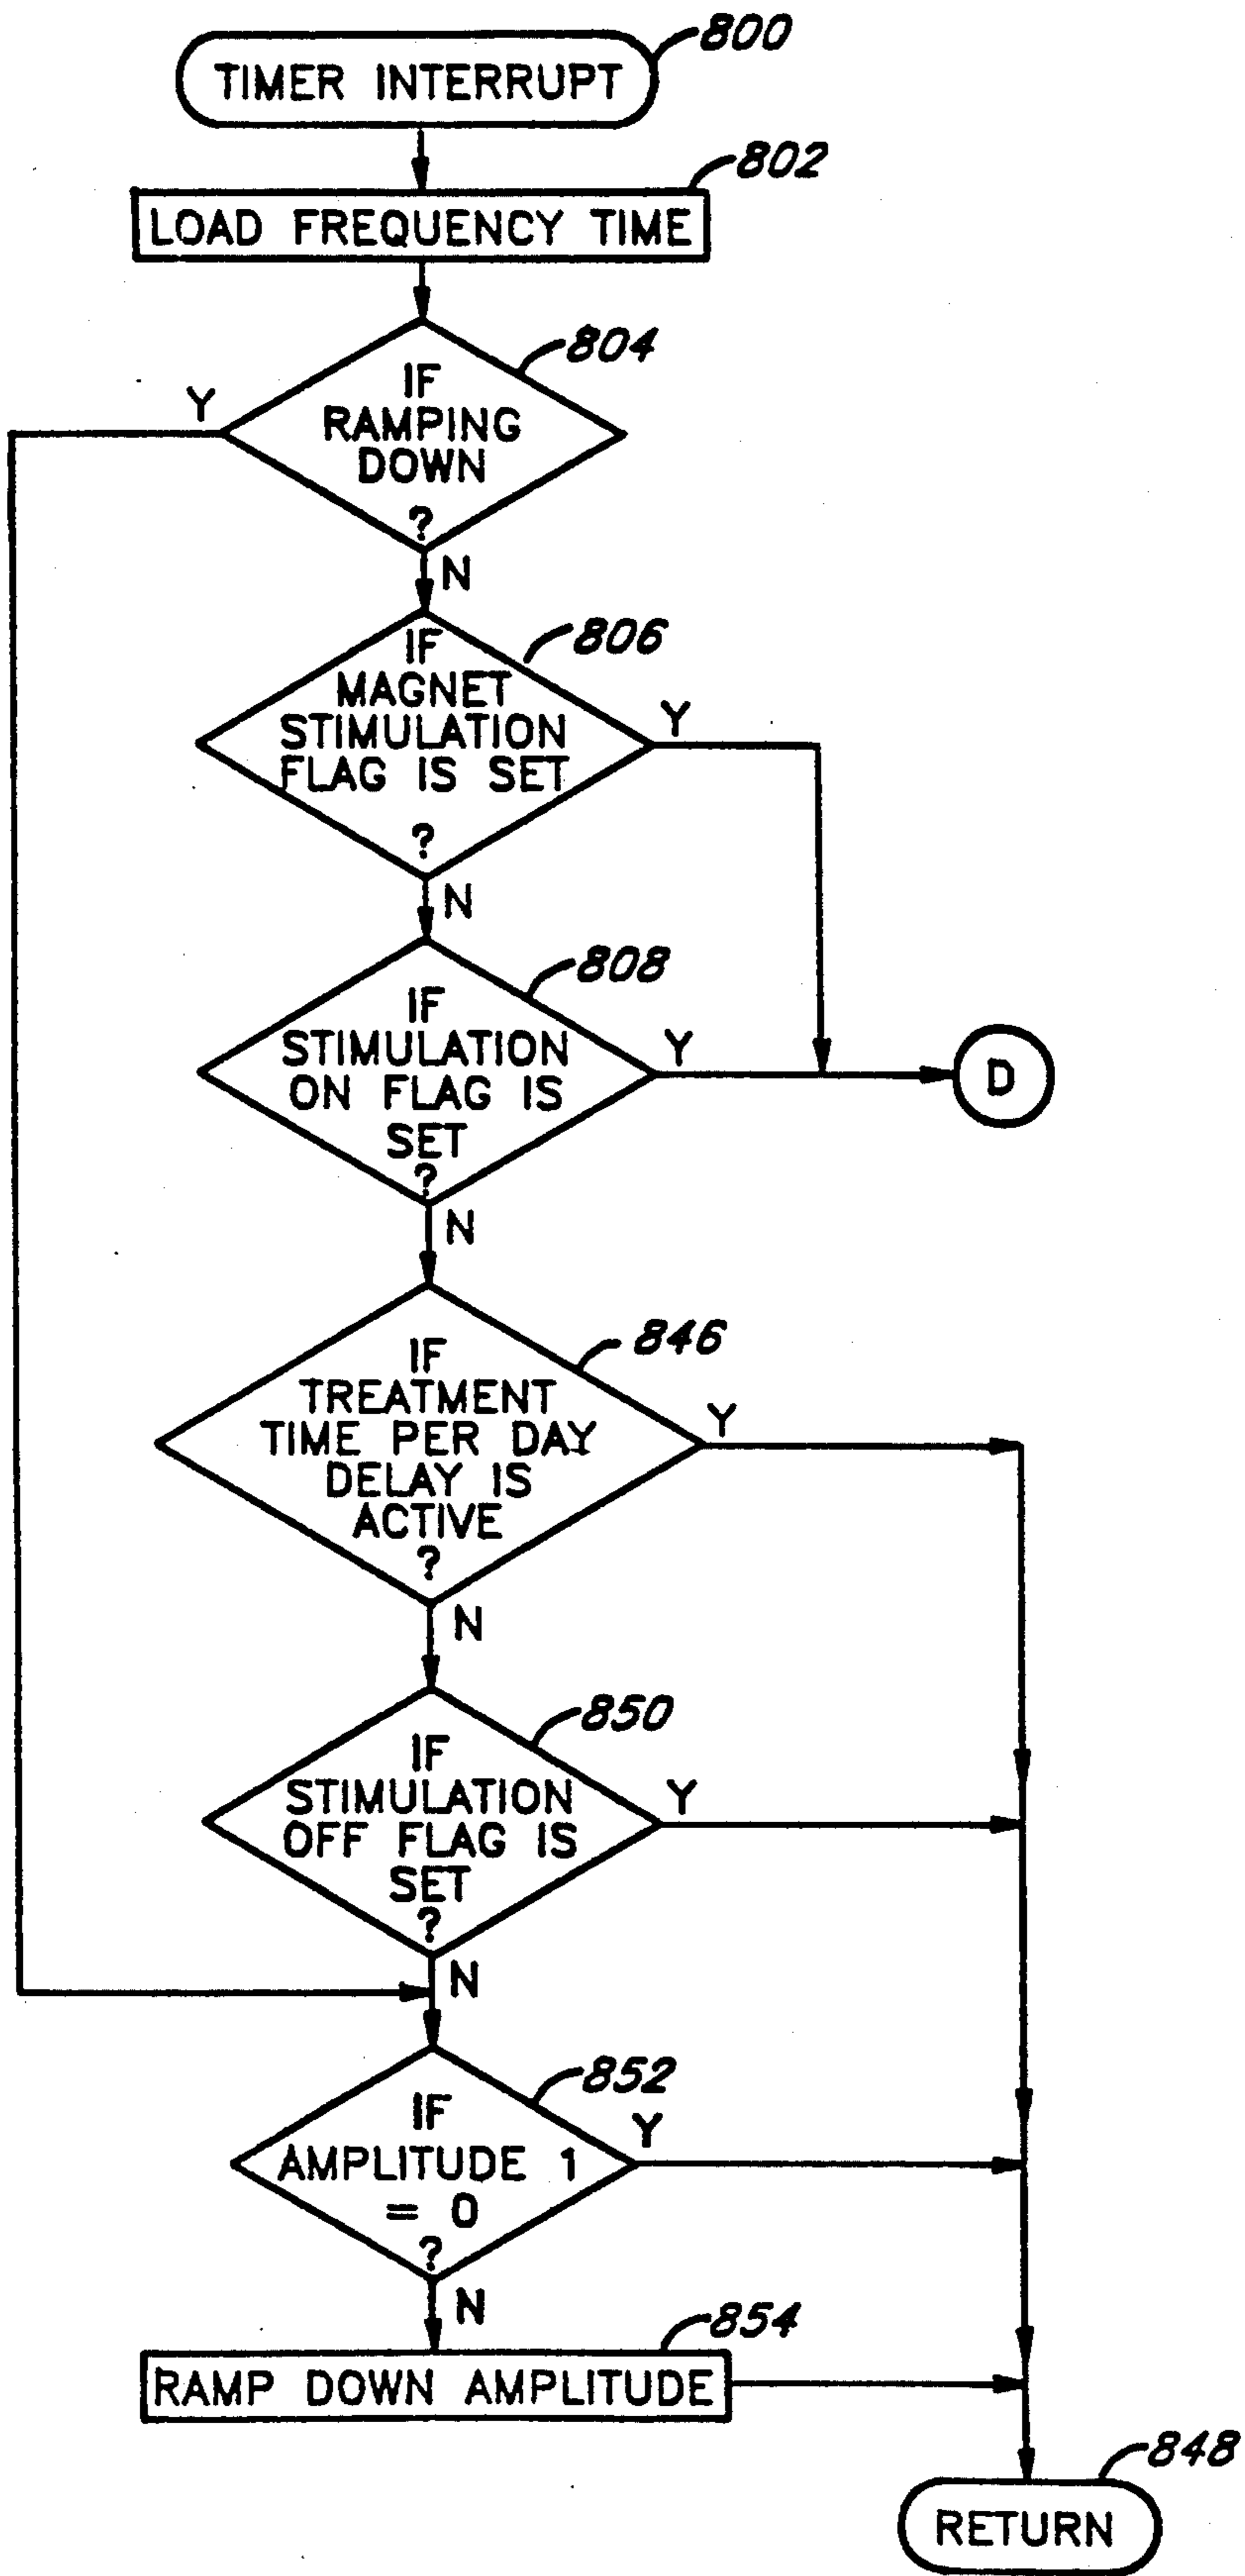 800
TIMER INTERRUPT
802
LOAD FREQUENCY TIME
804
Y
IF
RAMPING
DOWN
?
N
806
IF
MAGNET
STIMULATION
FLAG IS SET
?
Y
N
808
IF
STIMULATION
ON FLAG IS
SET
?
Y
D
N
846
IF
TREATMENT
TIME PER DAY
DELAY IS
ACTIVE
?
Y
N
850
IF
STIMULATION
OFF FLAG IS
SET
?
Y
N
852
IF
AMPLITUDE 1
= 0
?
Y
N
854
RAMP DOWN AMPLITUDE
848
RETURN